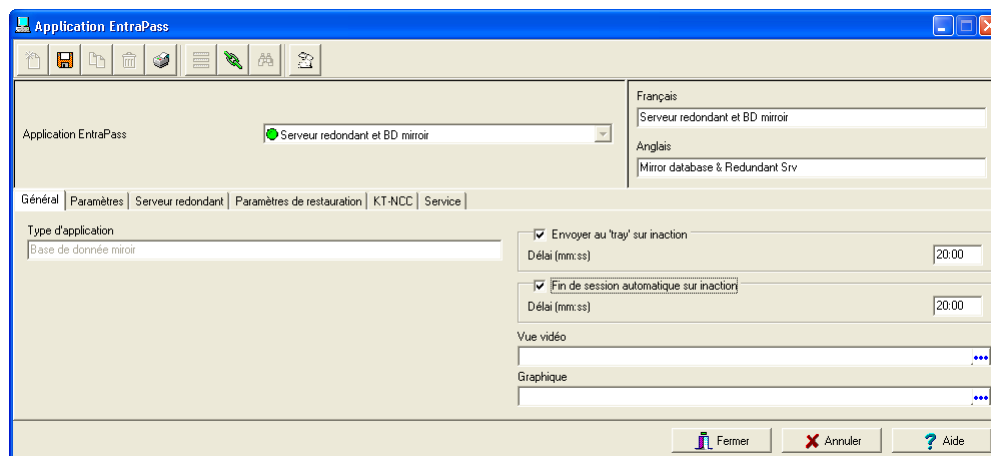 Application EntraPass
Français
Serveur redondant et BD mirroir
Application EntraPass
Serveur redondant et BD mirroir
Anglais
Mirror database & Redundant Srv
Général Paramètres Serveur redondant Paramètres de restauration KT-NCC Service
Type d'application
Base de donnée miroir
Envoyer au 'tray' sur inaction
Délai (mm:ss) 20:00
Fin de session automatique sur inaction
Délai (mm:ss) 20:00
Vue vidéo
Graphique
Fermer Annuler Aide